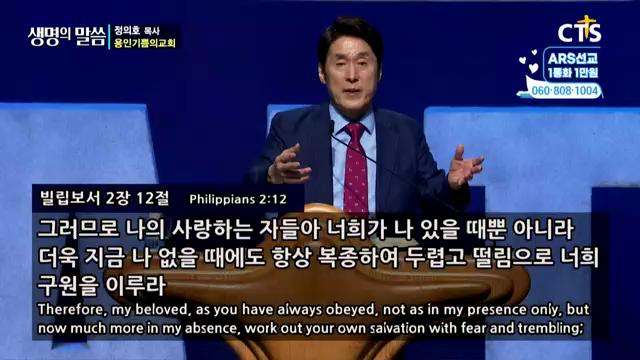 생명의 말씀
정의호 목사
용인기쁨의교회
CTS
ARS선교
1통화 1만원
060·808·1004
빌립보서 2장 12절 Philippians 2:12
그러므로 나의 사랑하는 자들아 너희가 나 있을 때뿐 아니라
더욱 지금 나 없을 때에도 항상 복종하여 두렵고 떨림으로 너희
구원을 이루라
Therefore, my beloved, as you have always obeyed, not as in my presence only, but
now much more in my absence, work out your own salvation with fear and trembling;